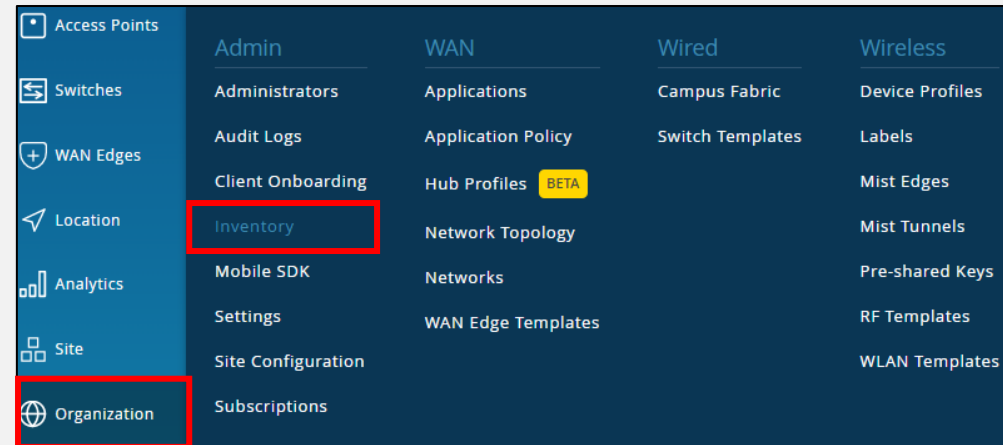 Access Points
Switches
WAN Edges
Location
Analytics
Site
Organization
Admin
Administrators
Audit Logs
Client Onboarding
Inventory
Mobile SDK
Settings
Site Configuration
Subscriptions
WAN
Applications
Application Policy
Hub Profiles BETA
Network Topology
Networks
WAN Edge Templates
Wired
Campus Fabric
Switch Templates
Wireless
Device Profiles
Labels
Mist Edges
Mist Tunnels
Pre-shared Keys
RF Templates
WLAN Templates